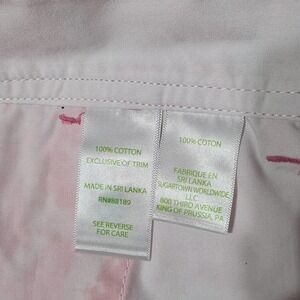 100% COTTON
EXCLUSIVE OF TRIM
MADE IN SRI LANKA
RN#88189
SEE REVERSE
FOR CARE
100% COTTON
FABRIQUE EN
SRI LANKA
SUGARTOWN WORLDWIDE
LLC.
800 THIRD AVENUE
KING OF PRUSSIA, PA